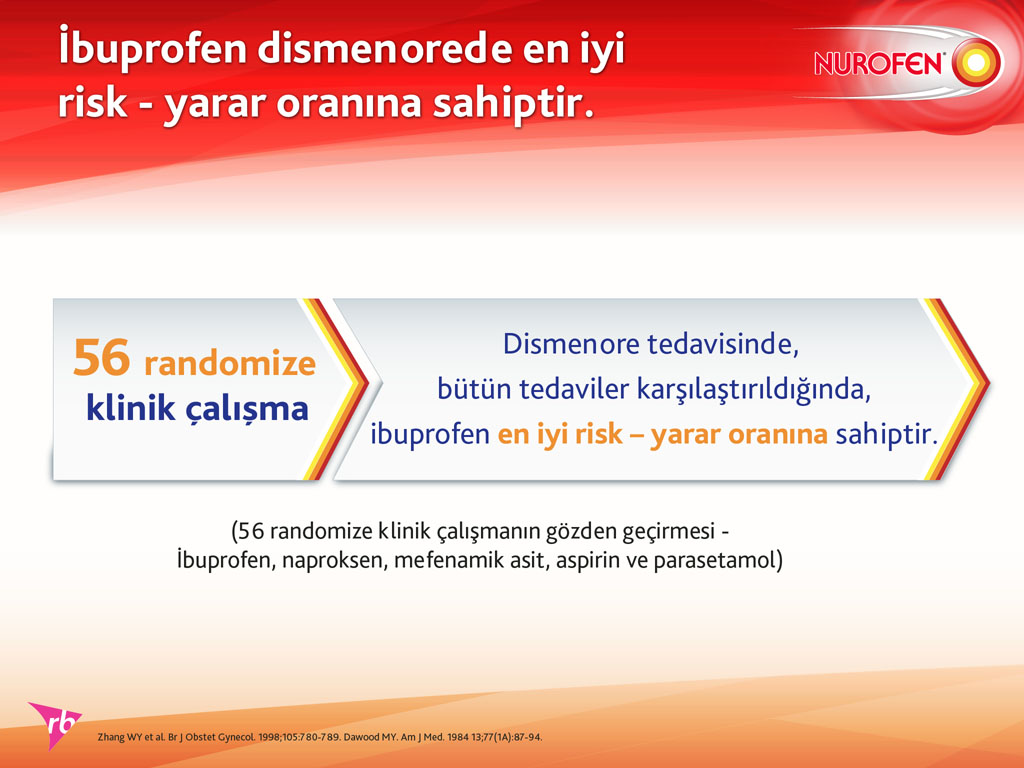 İbuprofen dismenorede en iyi
risk - yarar oranına sahiptir.
NUROFEN®
56 randomize
klinik çalışma
Dismenore tedavisinde,
bütün tedaviler karşılaştırıldığında,
ibuprofen en iyi risk – yarar oranına sahiptir.
(56 randomize klinik çalışmanın gözden geçirmesi -
İbuprofen, naproksen, mefenamik asit, aspirin ve parasetamol)
rb
Zhang WY et al. Br J Obstet Gynecol. 1998;105:780-789. Dawood MY. Am J Med. 1984 13;77(1A):87-94.